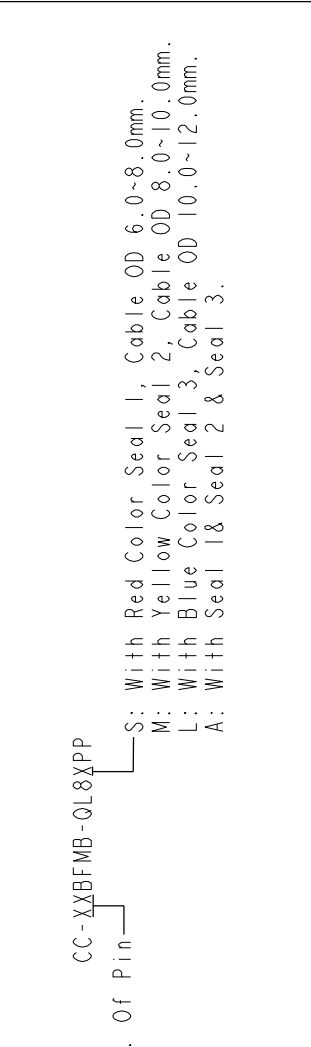 CC-XXBFMB-QL8XPP
Of Pin
S: With Red Color Seal 1, Cable OD 6.0~8.0mm.
M: With Yellow Color Seal 2, Cable OD 8.0~10.0mm.
L: With Blue Color Seal 3, Cable OD 10.0~12.0mm.
A: With Seal 1& Seal 2 & Seal 3.